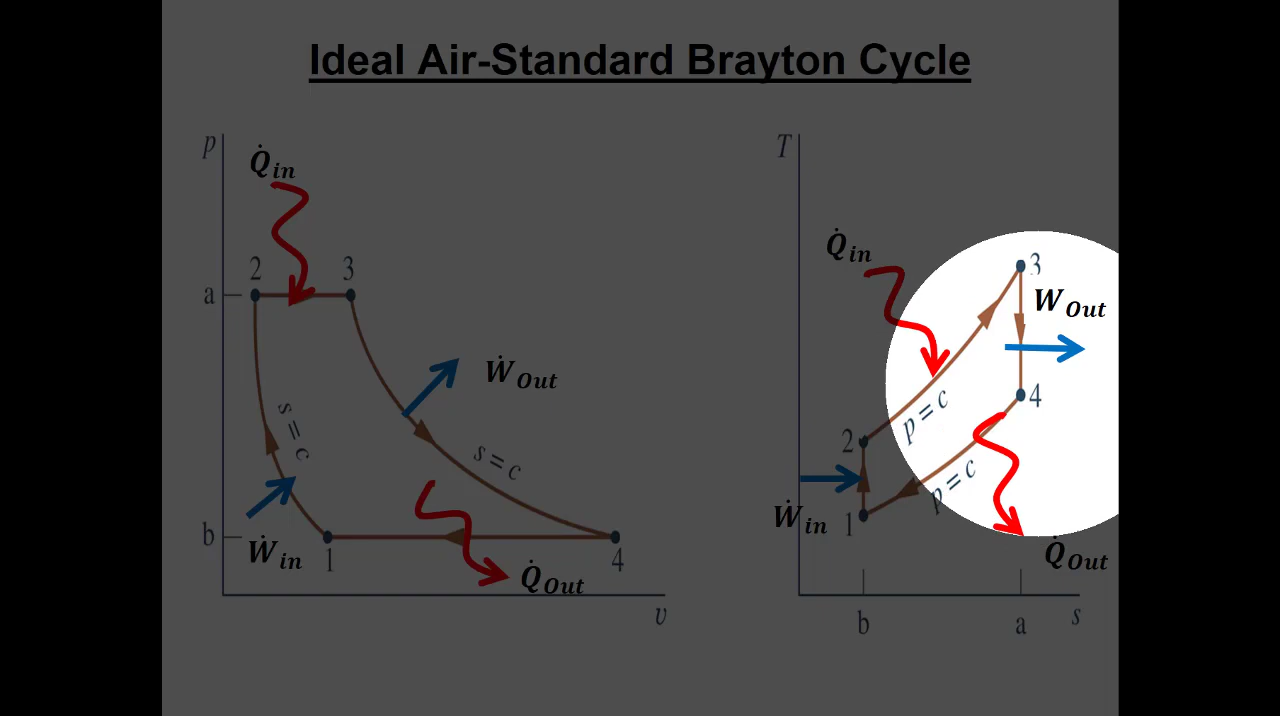 Ideal Air-Standard Brayton Cycle
p
Q̇in
2
3
a
s = c
ẆOut
s = c
b
Ẇin
1
Q̇Out
4
v
T
Q̇in
3
WOut
4
p = c
2
p = c
Ẇin
1
Q̇Out
b
a
s